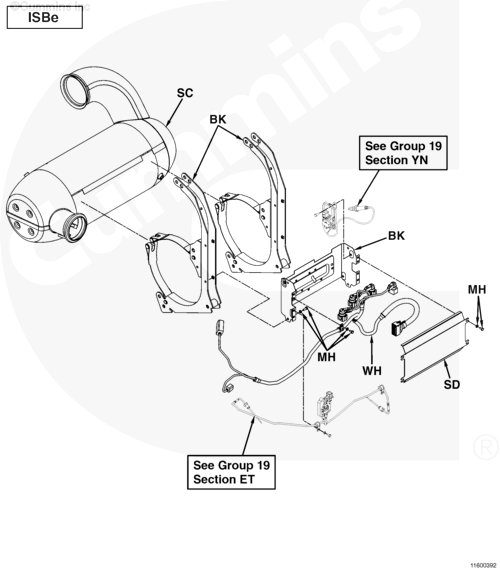 ©Cummins Inc
ISBe
SC
BK
See Group 19
Section YN
BK
MH
MH
WH
SD
See Group 19
Section ET
cummins
®
11600392